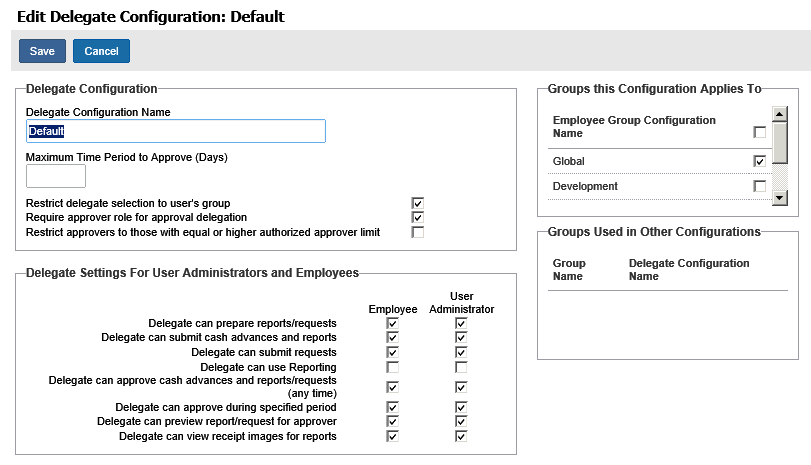 Edit Delegate Configuration: Default
Save Cancel
Delegate Configuration
Delegate Configuration Name
Default
Maximum Time Period to Approve (Days)
Restrict delegate selection to user's group
Require approver role for approval delegation
Restrict approvers to those with equal or higher authorized approver limit
Delegate Settings For User Administrators and Employees
Employee User
Administrator
Delegate can prepare reports/requests
Delegate can submit cash advances and reports
Delegate can submit requests
Delegate can use Reporting
Delegate can approve cash advances and reports/requests
(any time)
Delegate can approve during specified period
Delegate can preview report/request for approver
Delegate can view receipt images for reports
Groups this Configuration Applies To
Employee Group Configuration
Name
Global
Development
Groups Used in Other Configurations
Group
Name
Delegate Configuration
Name